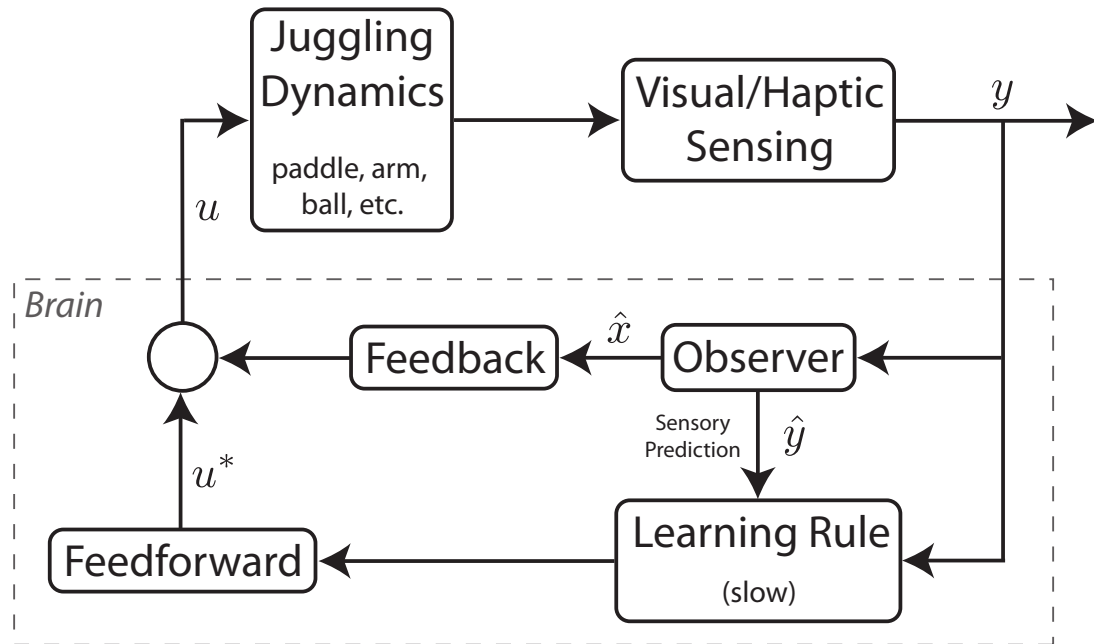 Juggling
Dynamics
paddle, arm,
ball, etc.
Visual/Haptic
Sensing
y
u
Brain
Feedback
x̂
Observer
Sensory
Prediction
ŷ
u*
Feedforward
Learning Rule
(slow)